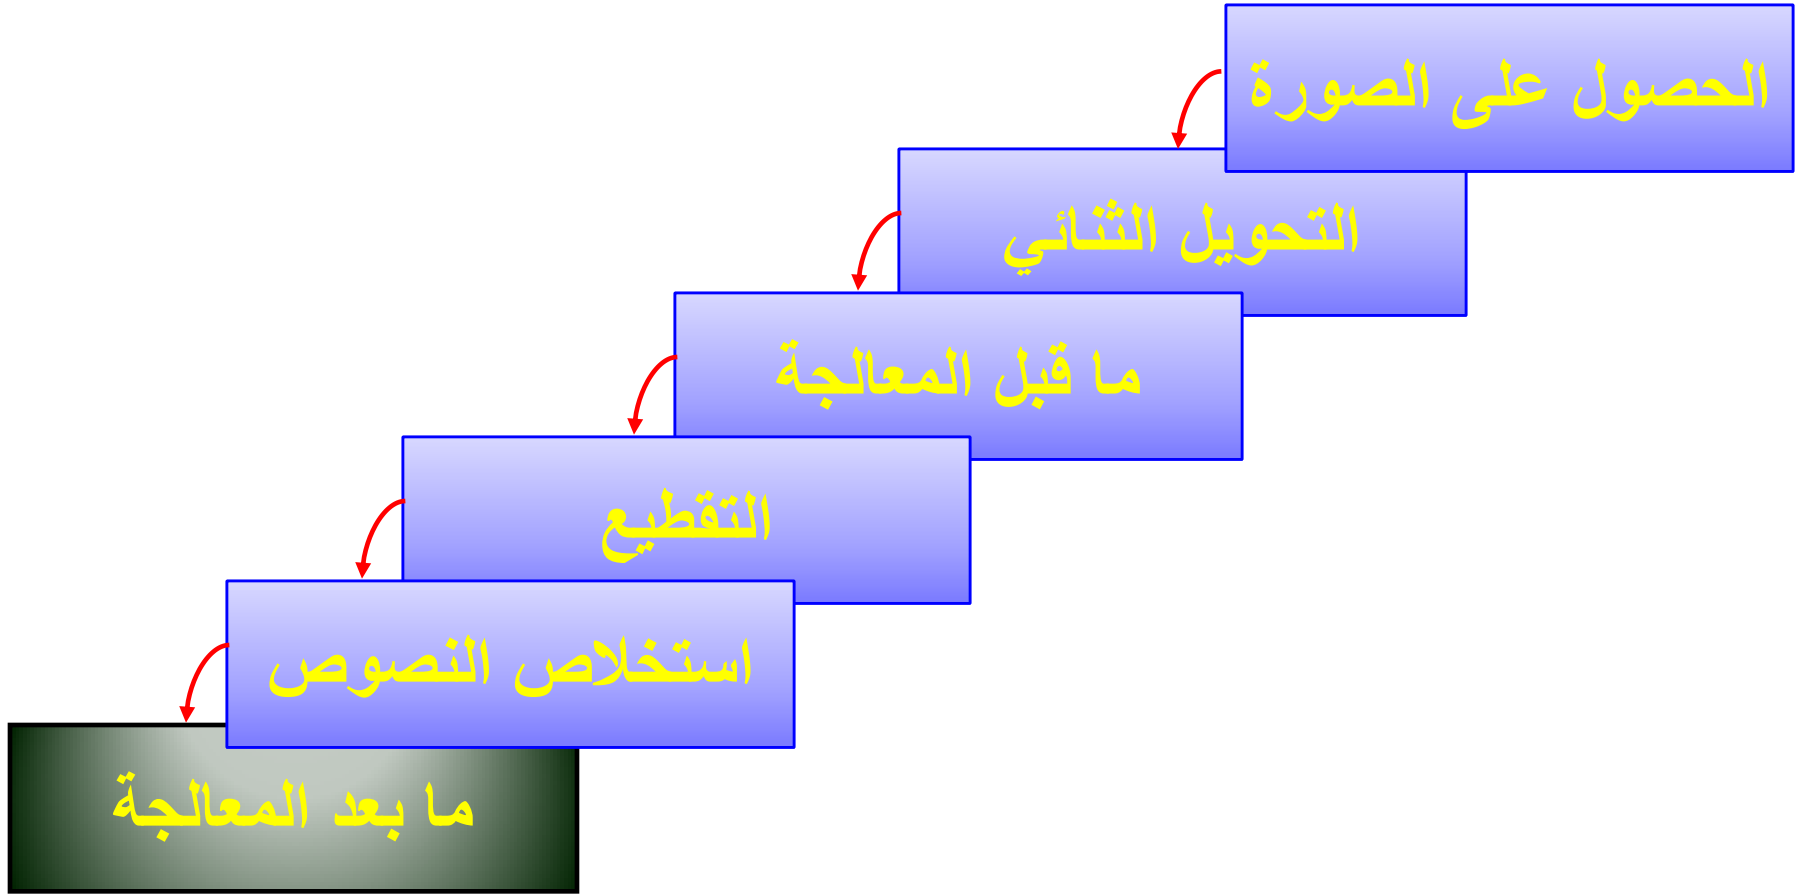 الحصول على الصورة
التحويل الثنائي
ما قبل المعالجة
التقطيع
استخلاص النصوص
ما بعد المعالجة